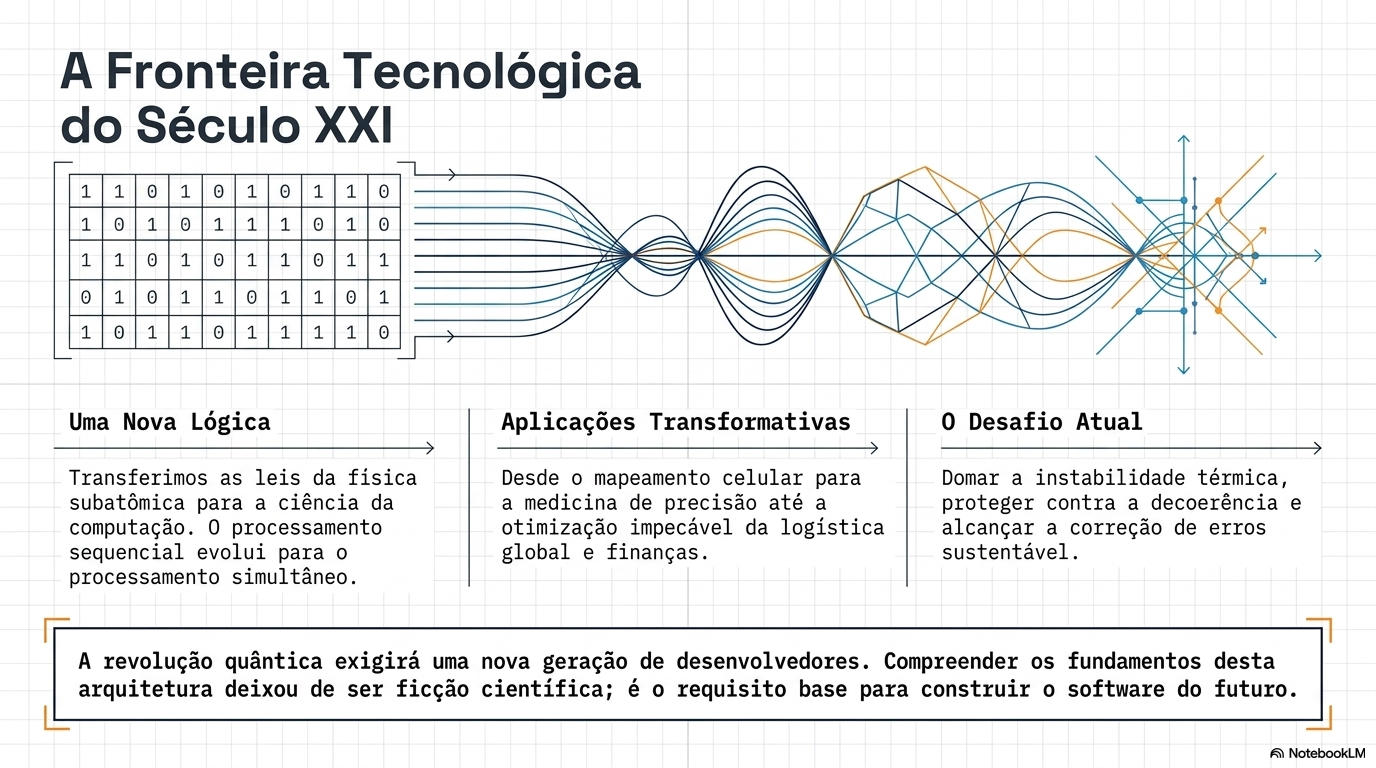 A Fronteira Tecnológica
do Século XXI
1 1 0 1 0 1 0 1 1 0
1 0 1 0 1 1 1 0 1 0
1 1 0 1 0 1 1 0 1 1
0 1 0 1 1 0 1 1 0 1
1 0 1 1 0 1 1 1 1 0
Uma Nova Lógica
Transferimos as leis da física
subatômica para a ciência da
computação. O processamento
sequencial evolui para o
processamento simultâneo.
Aplicações Transformativas
Desde o mapeamento celular para
a medicina de precisão até a
otimização impecável da logística
global e finanças.
O Desafio Atual
Domar a instabilidade térmica,
proteger contra a decoerência e
alcançar a correção de erros
sustentável.
A revolução quântica exigirá uma nova geração de desenvolvedores. Compreender os fundamentos desta
arquitetura deixou de ser ficção científica; é o requisito base para construir o software do futuro.
NotebookLM